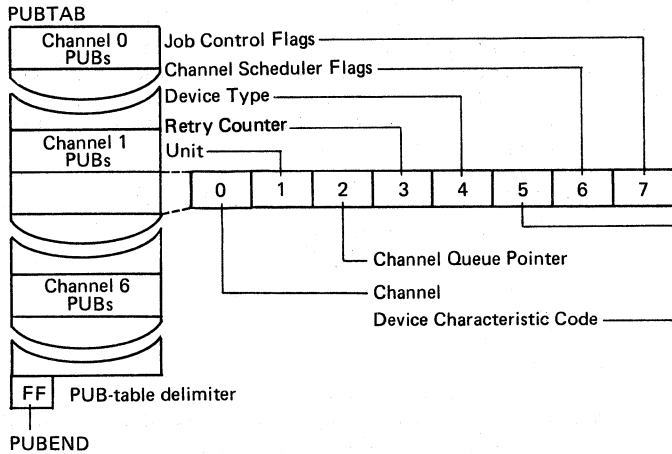 PUBTAB
Channel 0
PUBs
Job Control Flags
Channel Scheduler Flags
Device Type
Retry Counter
Channel 1
PUBs
Unit
0 1 2 3 4 5 6 7
Channel Queue Pointer
Channel 6
PUBs
Channel
Device Characteristic Code
FF PUB-table delimiter
PUBEND